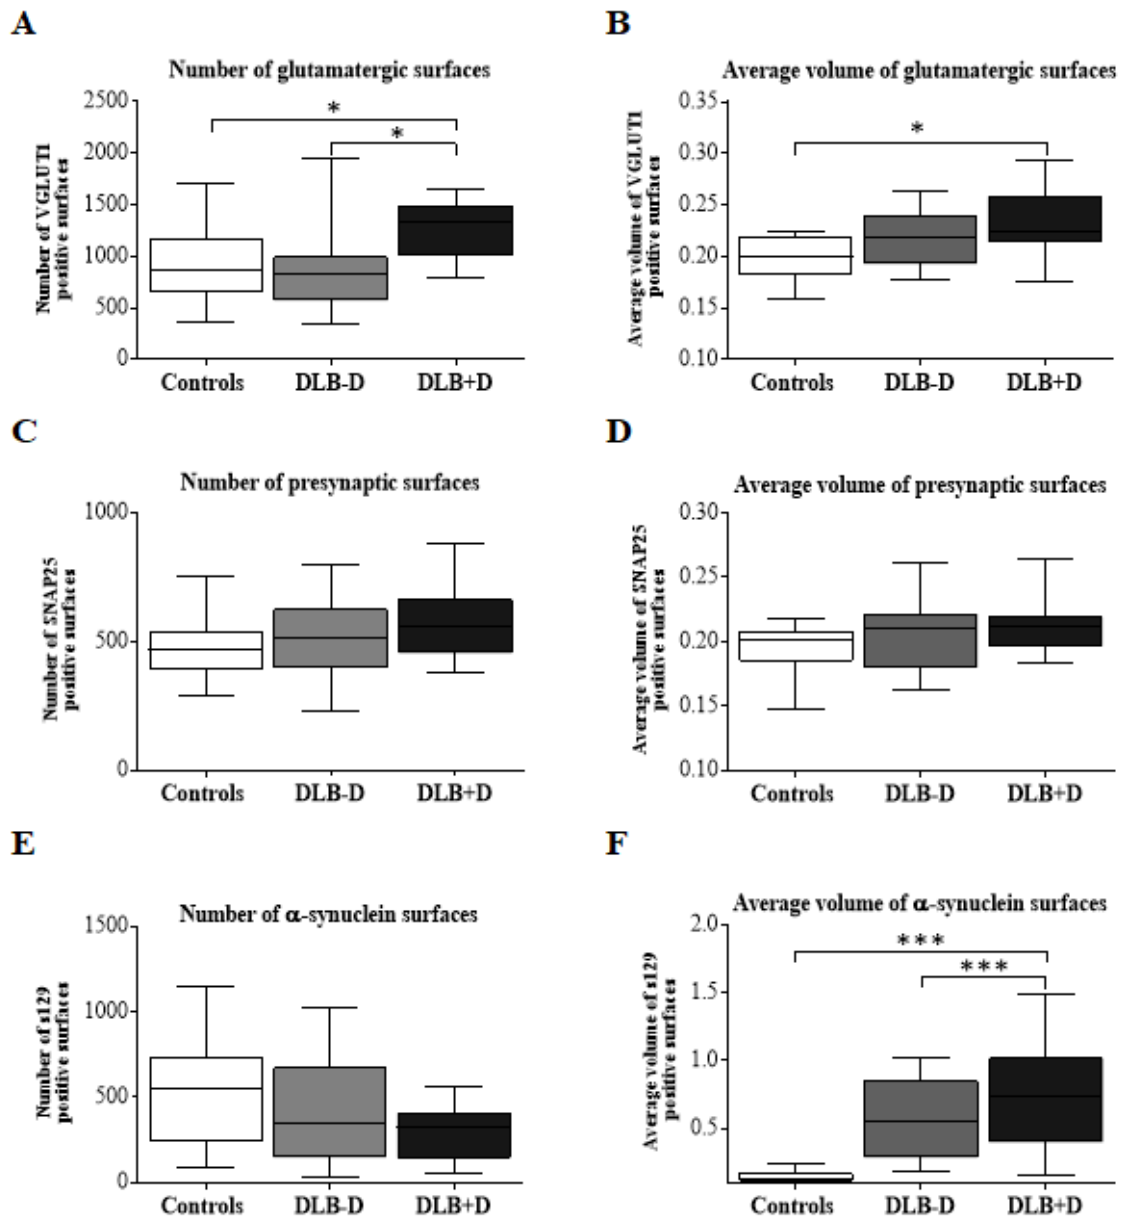 A
Number of glutamatergic surfaces
Number of VGLUT1
positive surfaces
2500
2000
1500
1000
500
0
*
*
Controls
DLB-D
DLB+D
B
Average volume of glutamatergic surfaces
Average volume of VGLUT1
positive surfaces
0.35
0.30
0.25
0.20
0.15
0.10
*
Controls
DLB-D
DLB+D
C
Number of presynaptic surfaces
Number of SNAP25
positive surfaces
1000
500
0
Controls
DLB-D
DLB+D
D
Average volume of presynaptic surfaces
Average volume of SNAP25
positive surfaces
0.30
0.25
0.20
0.15
0.10
Controls
DLB-D
DLB+D
E
Number of α-synuclein surfaces
Number of s129
positive surfaces
1500
1000
500
0
Controls
DLB-D
DLB+D
F
Average volume of α-synuclein surfaces
Average volume of s129
positive surfaces
2.0
1.5
1.0
0.5
***
***
Controls
DLB-D
DLB+D